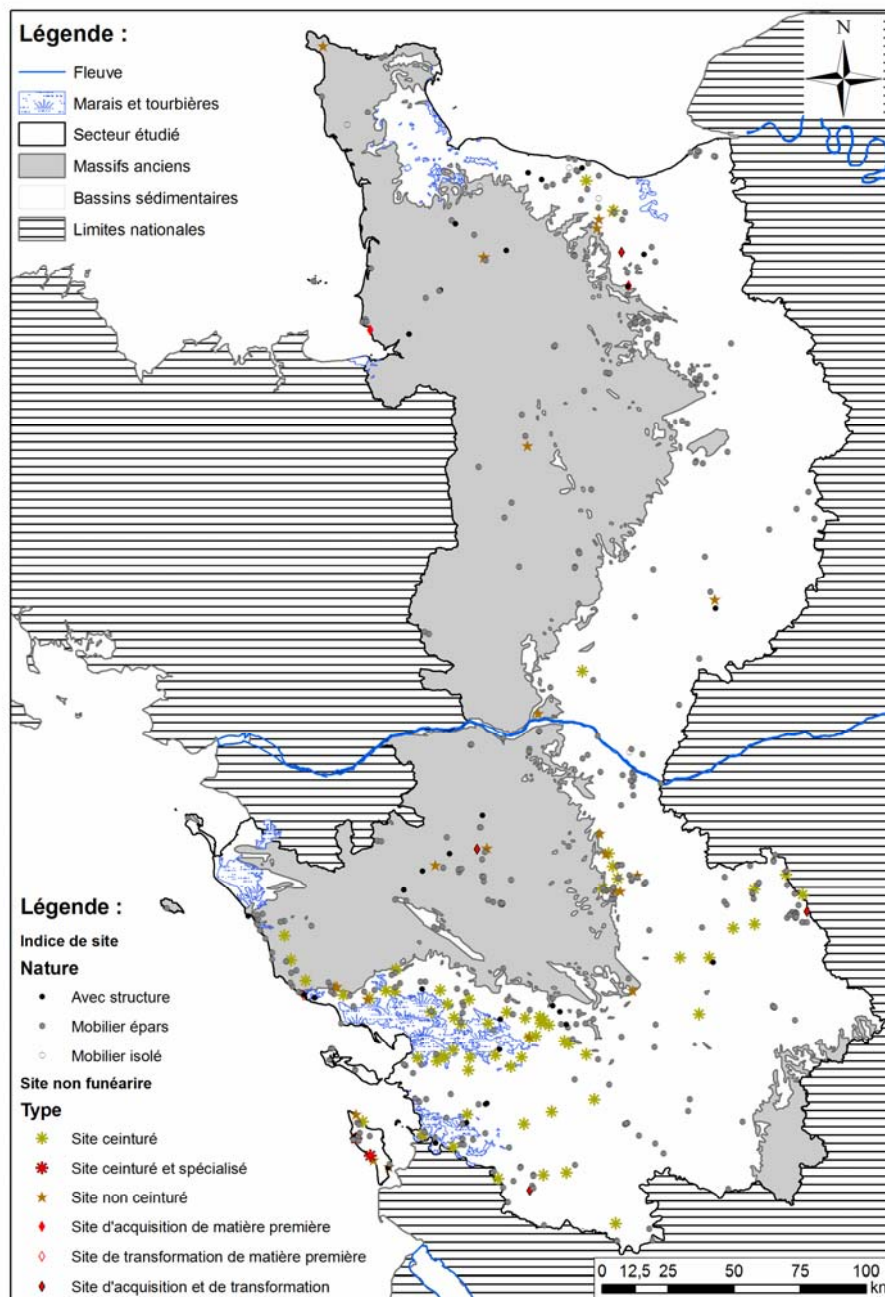 Légende :
Fleuve
Marais et tourbières
Secteur étudié
Massifs anciens
Bassins sédimentaires
Limites nationales
N
Légende :
Indice de site
Nature
Avec structure
Mobilier épars
Mobilier isolé
Site non funéarire
Type
Site ceinturé
Site ceinturé et spécialisé
Site non ceinturé
Site d'acquisition de matière première
Site de transformation de matière première
Site d'acquisition et de transformation
0 12,5 25 50 75 100
km